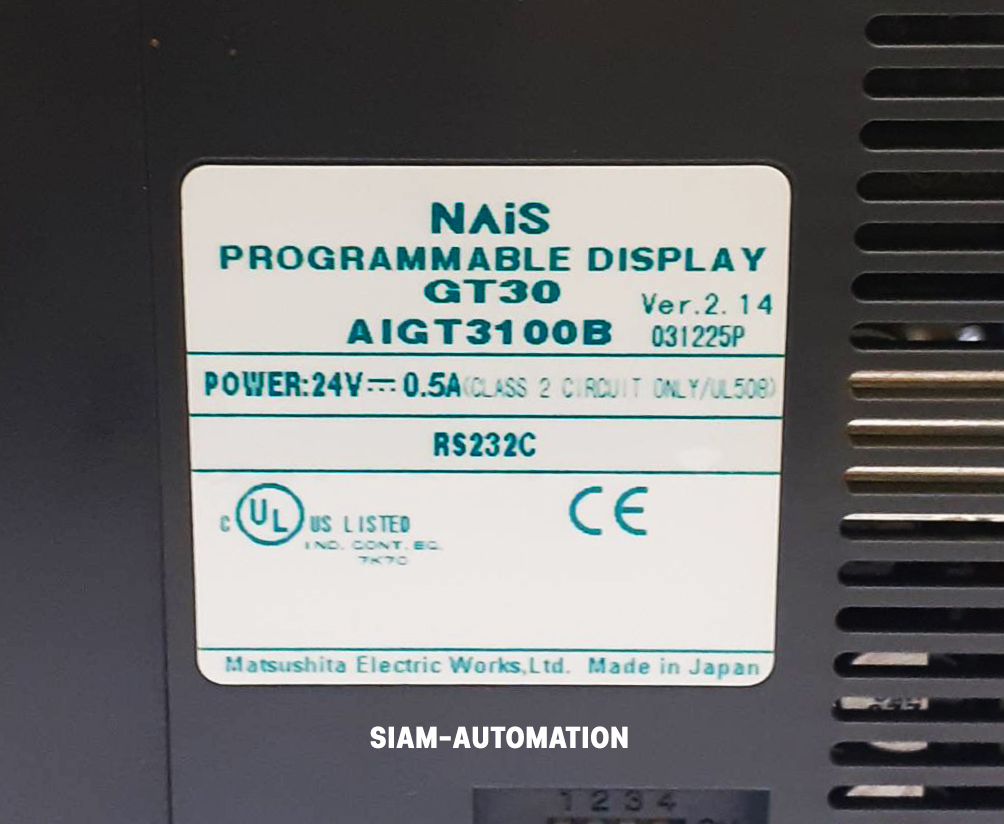 NAiS
PROGRAMMABLE DISPLAY
GT30
Ver.2.14
AIGT3100B
031225P
POWER:24V⎓0.5A(CLASS 2 CIRCUIT ONLY/UL508)
RS232C
C UL US LISTED
IND. CONT. EQ.
7K70
CE
Matsushita Electric Works,Ltd. Made in Japan
SIAM-AUTOMATION
1 2 3 4